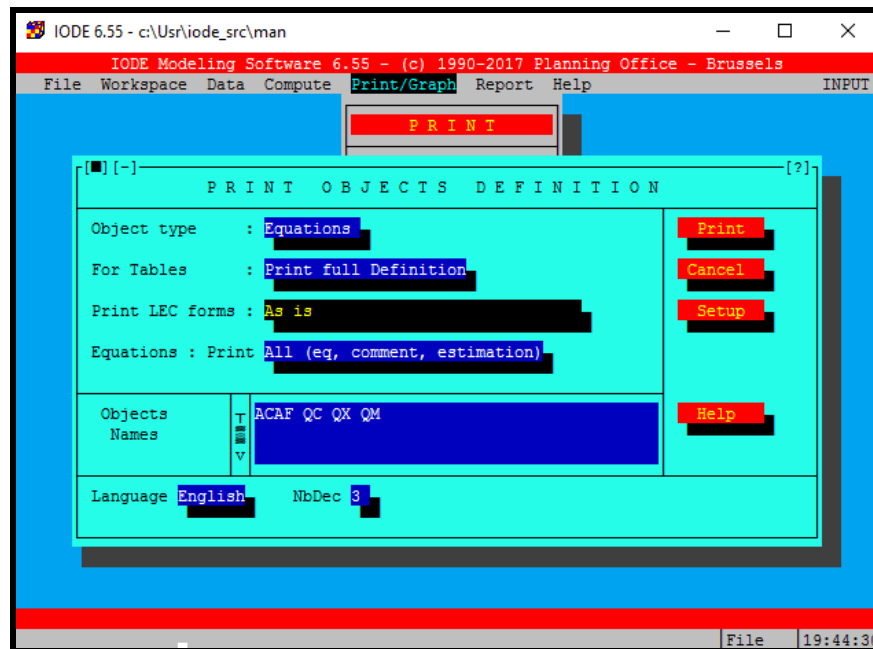 IODE 6.55 - c:\Usr\iode_src\man
IODE Modeling Software 6.55 - (c) 1990-2017 Planning Office - Brussels
File Workspace Data Compute Print/Graph Report Help INPUT
P R I N T
[■][-] [?]
P R I N T O B J E C T S D E F I N I T I O N
Object type : Equations Print
For Tables : Print full Definition Cancel
Print LEC forms : As is Setup
Equations : Print All (eq, comment, estimation)
Objects ACAF QC QX QM Help
Names
Language English NbDec 3
File 19:44:3